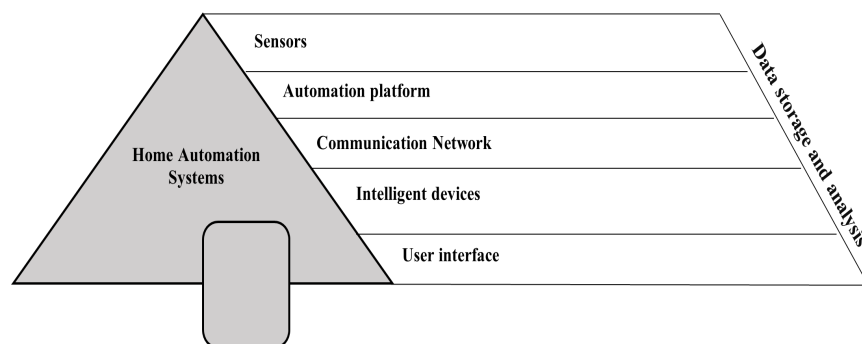 Sensors
Automation platform
Communication Network
Home Automation
Systems
Intelligent devices
User interface
Data storage and analysis